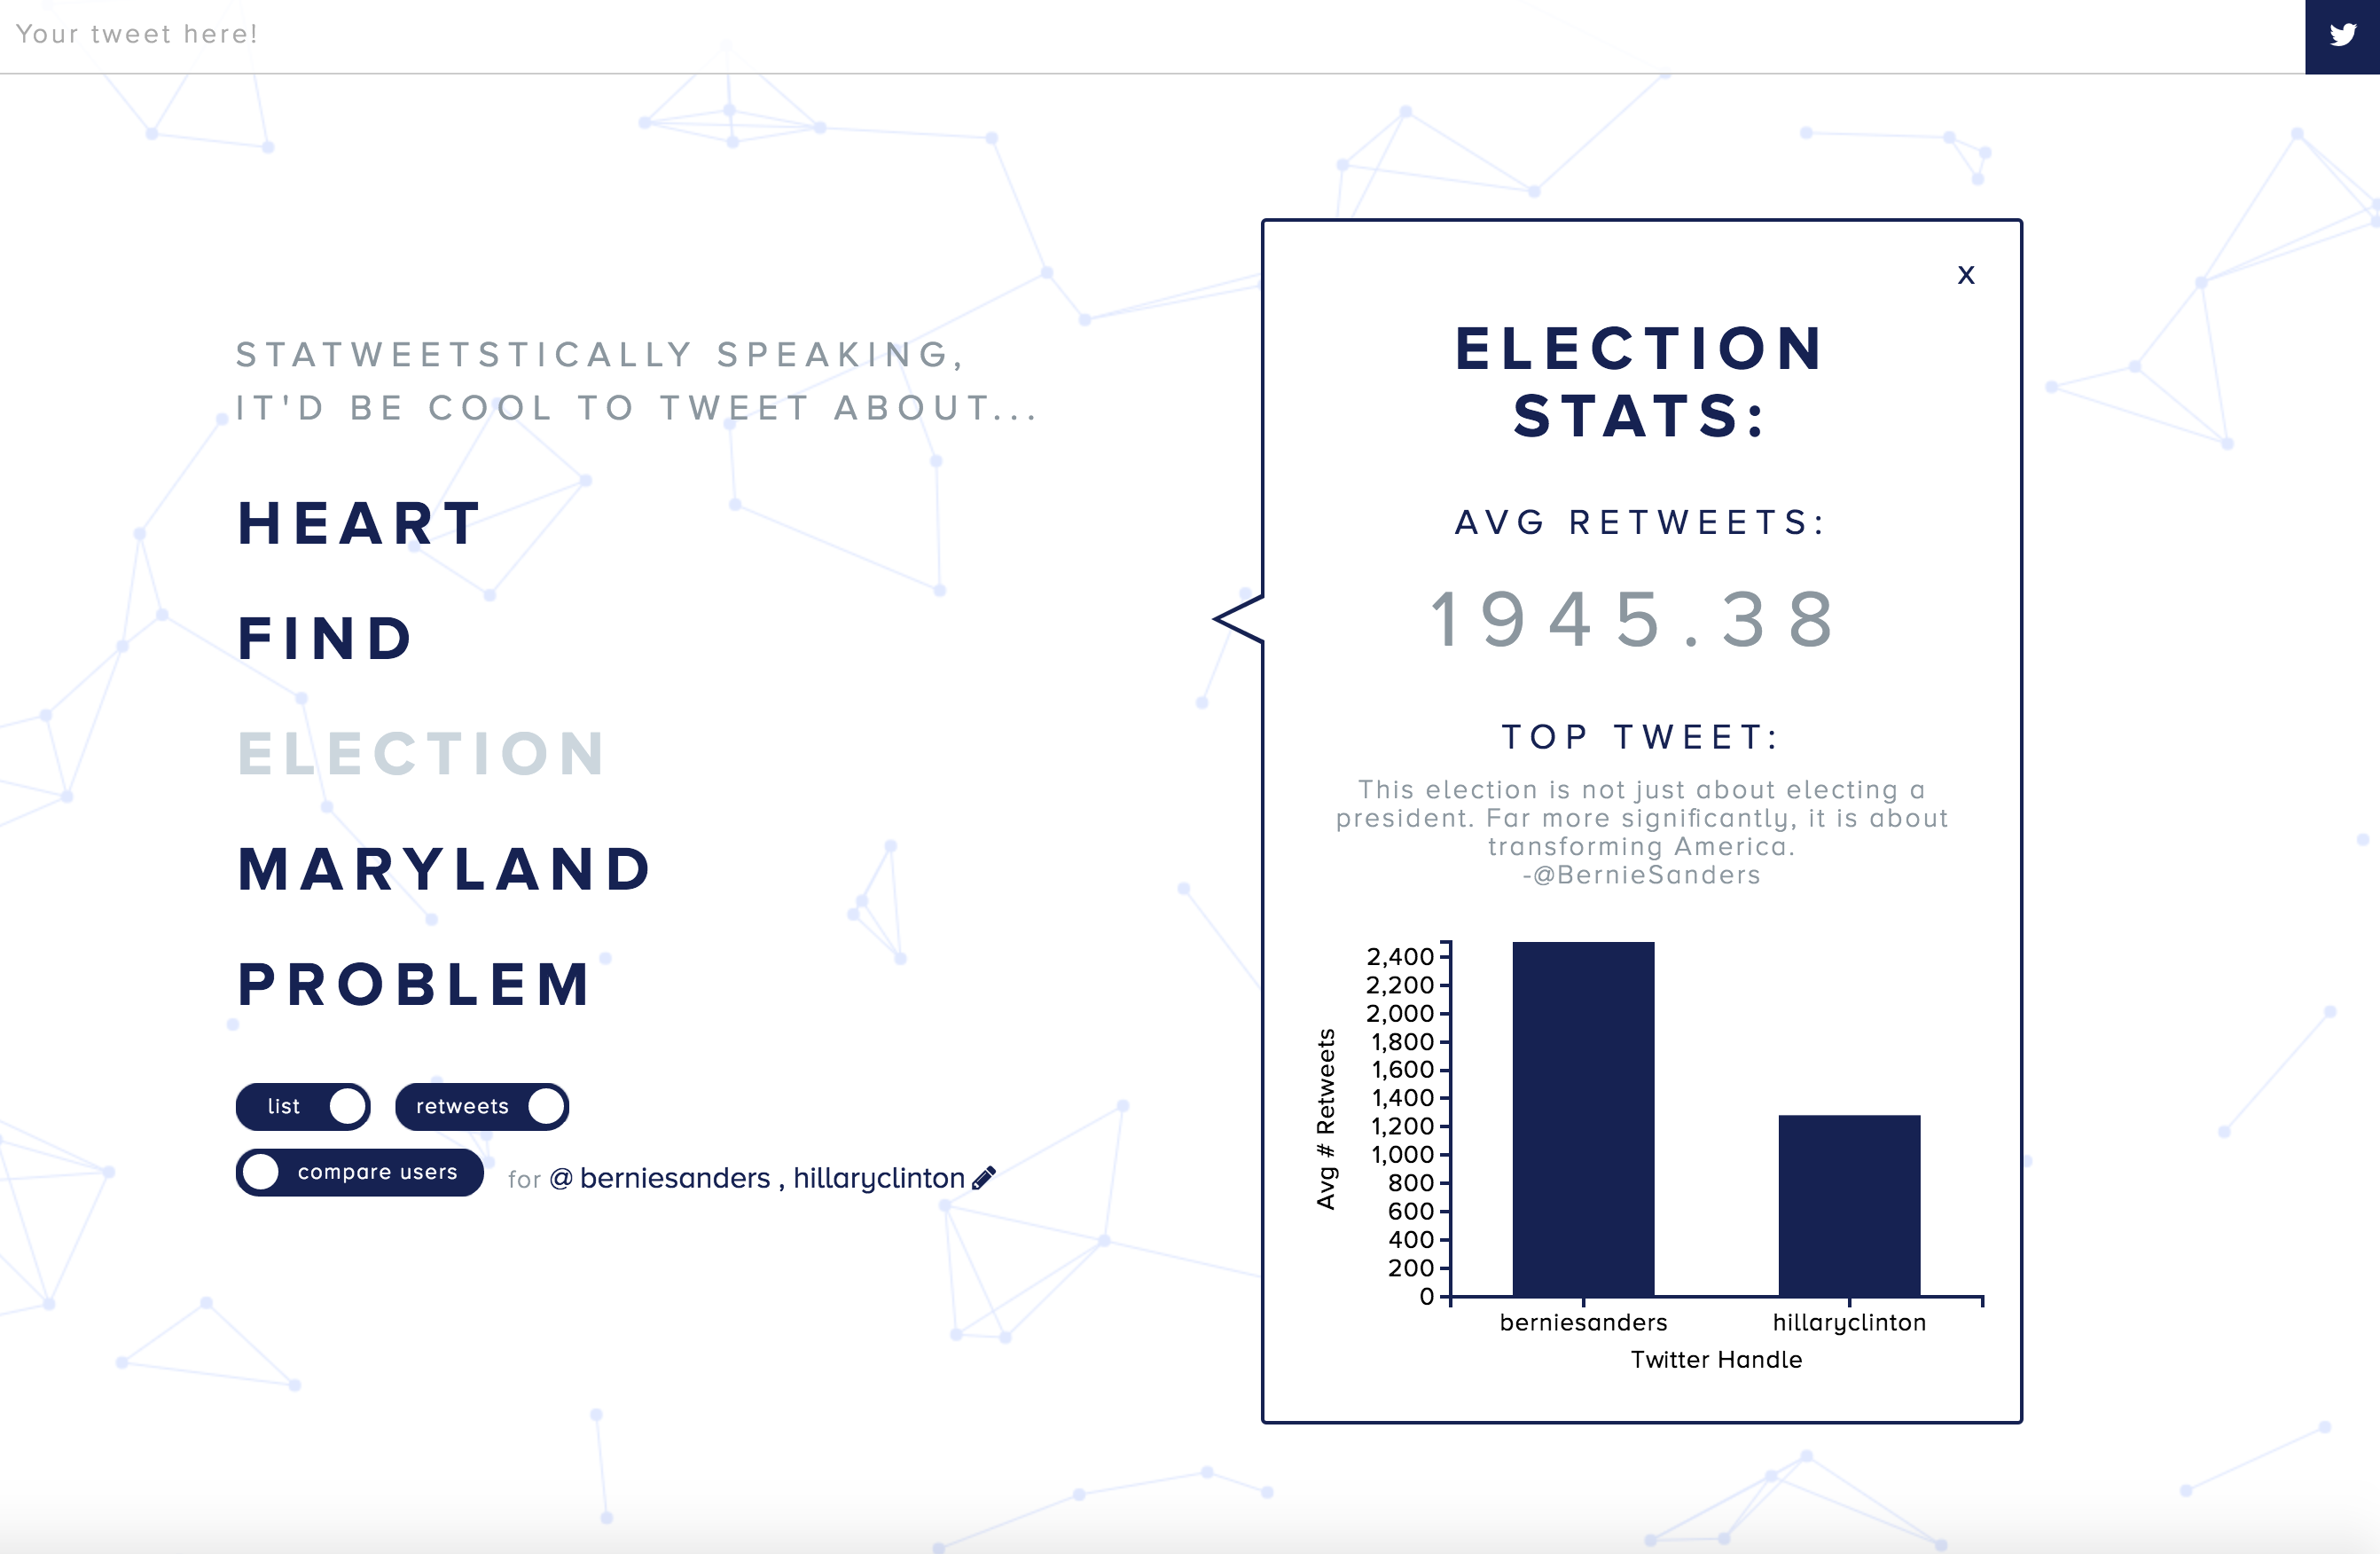 Your tweet here!
STATWEETSTICALLY SPEAKING,
IT'D BE COOL TO TWEET ABOUT...
HEART
FIND
ELECTION
MARYLAND
PROBLEM
list
retweets
compare users
for @ berniesanders , hillaryclinton
x
ELECTION
STATS:
AVG RETWEETS:
1945.38
TOP TWEET:
This election is not just about electing a
president. Far more significantly, it is about
transforming America.
-@BernieSanders
Avg # Retweets
2,400
2,200
2,000
1,800
1,600
1,400
1,200
1,000
800
600
400
200
0
berniesanders
hillaryclinton
Twitter Handle